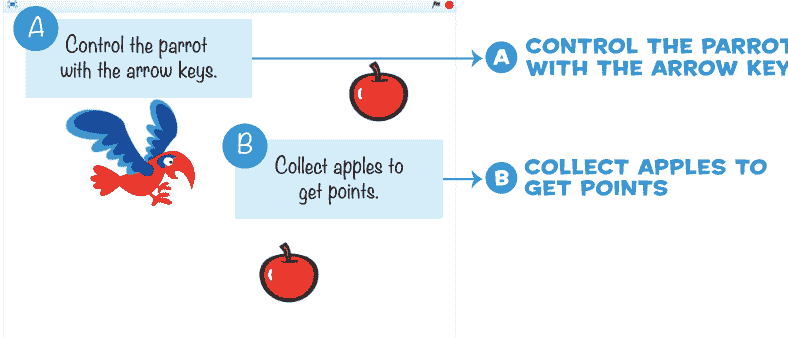 A
Control the parrot
with the arrow keys.
B
Collect apples to
get points.
A
CONTROL THE PARROT
WITH THE ARROW KEY
B
COLLECT APPLES TO
GET POINTS